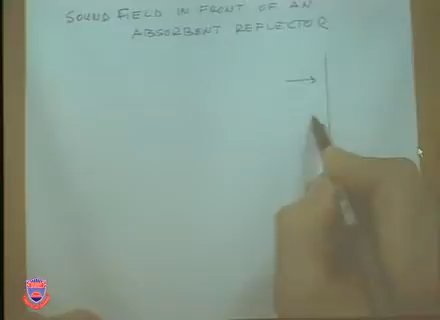 SOUND FIELD IN FRONT OF AN
ABSORBENT REFLECTOR